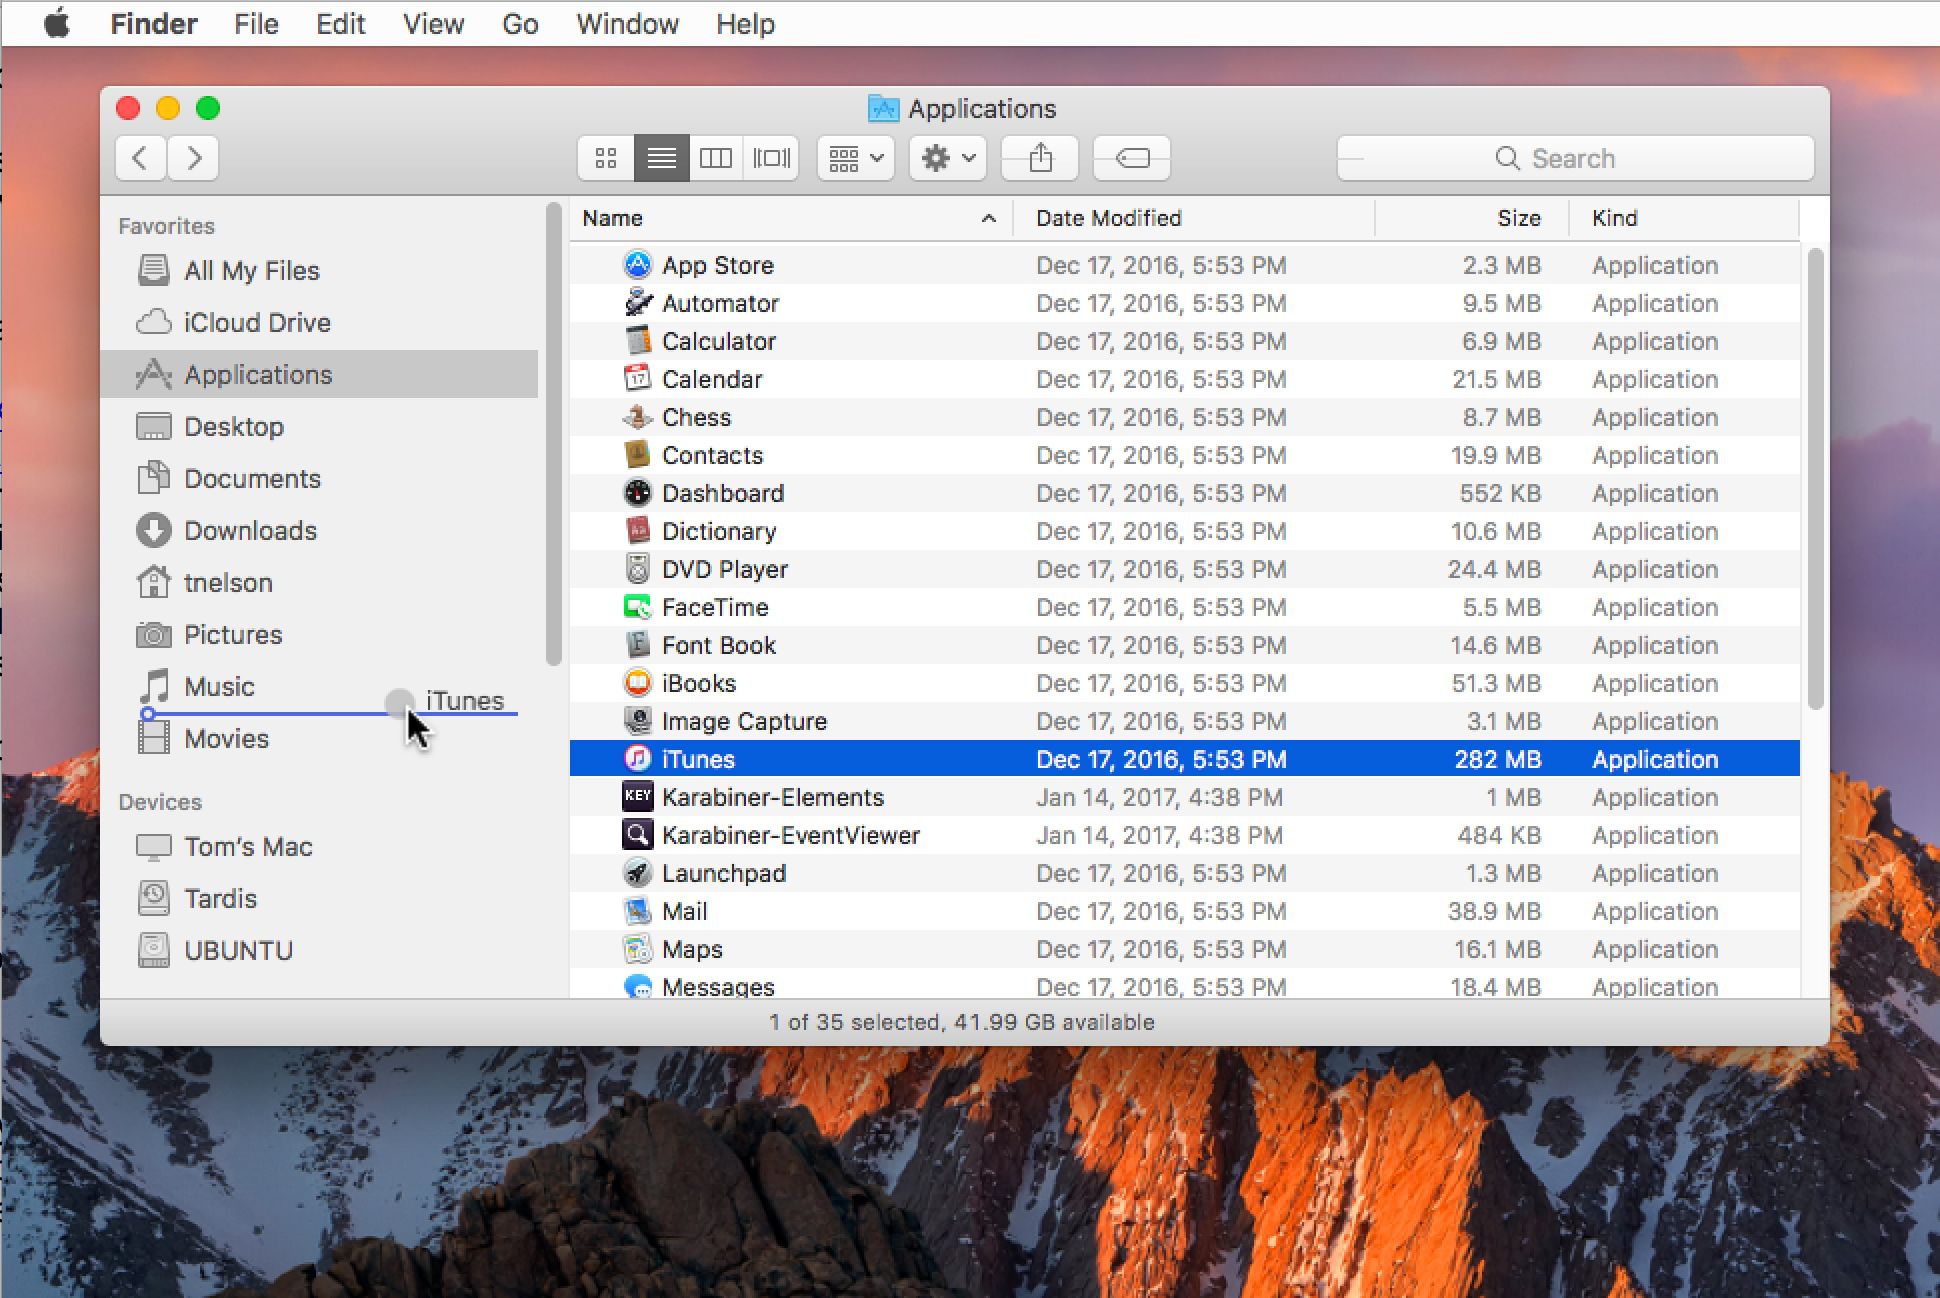 Finder File Edit View Go Window Help
Applications
Search
Favorites
All My Files
iCloud Drive
Applications
Desktop
Documents
Downloads
tnelson
Pictures
Music
iTunes
Movies
Devices
Tom's Mac
Tardis
UBUNTU
Name Date Modified Size Kind
App Store Dec 17, 2016, 5:53 PM 2.3 MB Application
Automator Dec 17, 2016, 5:53 PM 9.5 MB Application
Calculator Dec 17, 2016, 5:53 PM 6.9 MB Application
17 Calendar Dec 17, 2016, 5:53 PM 21.5 MB Application
Chess Dec 17, 2016, 5:53 PM 8.7 MB Application
Contacts Dec 17, 2016, 5:53 PM 19.9 MB Application
Dashboard Dec 17, 2016, 5:53 PM 552 KB Application
Aa Dictionary Dec 17, 2016, 5:53 PM 10.6 MB Application
DVD Player Dec 17, 2016, 5:53 PM 24.4 MB Application
FaceTime Dec 17, 2016, 5:53 PM 5.5 MB Application
F Font Book Dec 17, 2016, 5:53 PM 14.6 MB Application
iBooks Dec 17, 2016, 5:53 PM 51.3 MB Application
Image Capture Dec 17, 2016, 5:53 PM 3.1 MB Application
iTunes Dec 17, 2016, 5:53 PM 282 MB Application
KEY Karabiner-Elements Jan 14, 2017, 4:38 PM 1 MB Application
Karabiner-EventViewer Jan 14, 2017, 4:38 PM 484 KB Application
Launchpad Dec 17, 2016, 5:53 PM 1.3 MB Application
Mail Dec 17, 2016, 5:53 PM 38.9 MB Application
Maps Dec 17, 2016, 5:53 PM 16.1 MB Application
Messages Dec 17, 2016, 5:53 PM 18.4 MB Application
1 of 35 selected, 41.99 GB available